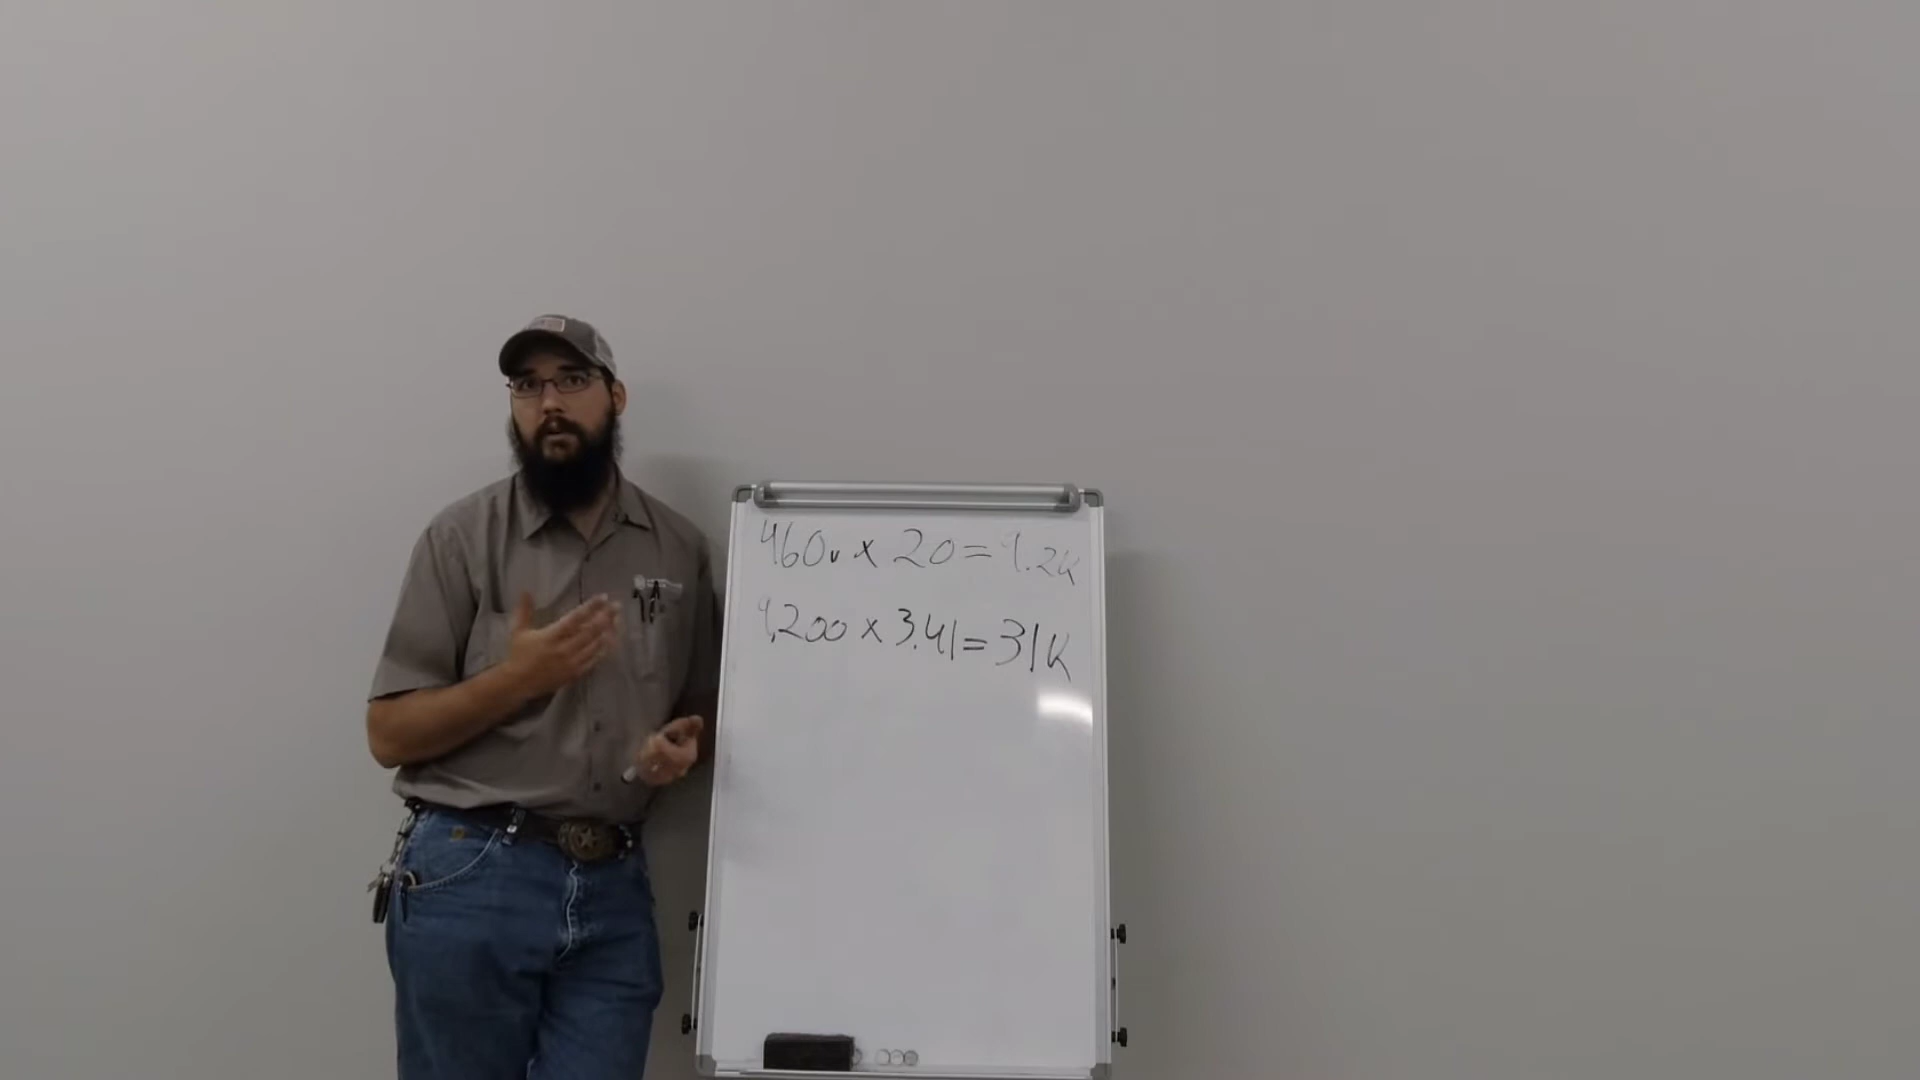 460v x 20 = 9.2K
9,200 x 3.41 = 31K